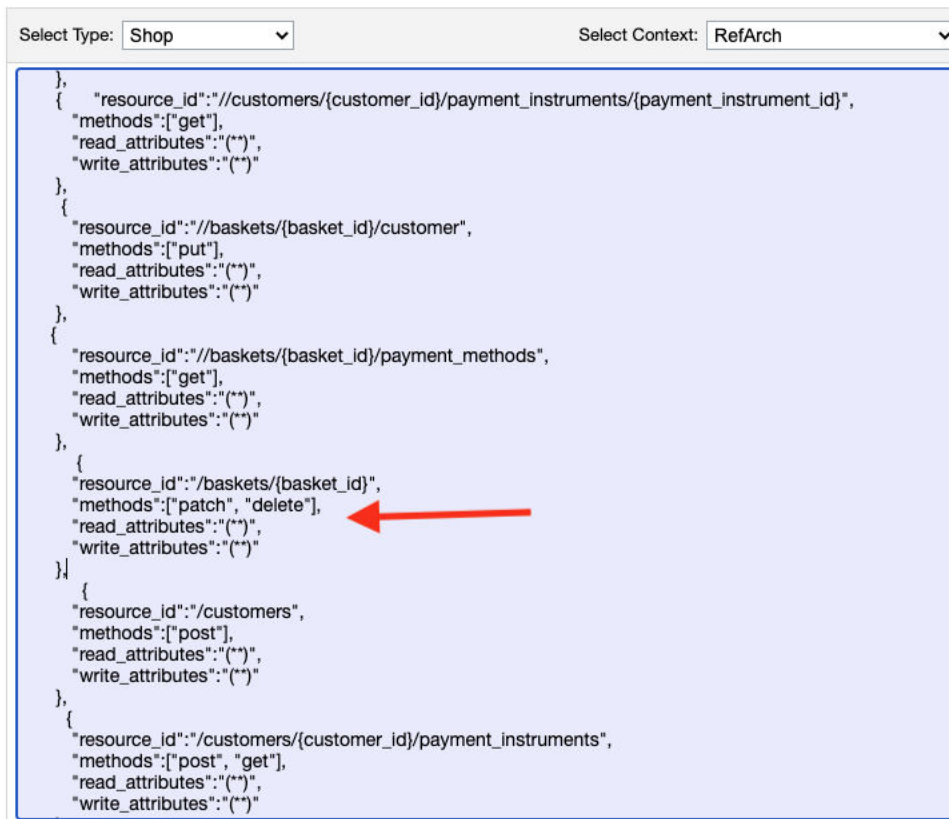 Select Type: Shop Select Context: RefArch
},
{ "resource_id":"//customers/{customer_id}/payment_instruments/{payment_instrument_id}",
"methods":["get"],
"read_attributes":"(**)",
"write_attributes":"(**)"
},
{
"resource_id":"//baskets/{basket_id}/customer",
"methods":["put"],
"read_attributes":"(**)",
"write_attributes":"(**)"
},
{
"resource_id":"//baskets/{basket_id}/payment_methods",
"methods":["get"],
"read_attributes":"(**)",
"write_attributes":"(**)"
},
{
"resource_id":"/baskets/{basket_id}",
"methods":["patch", "delete"],
"read_attributes":"(**)",
"write_attributes":"(**)"
},
{
"resource_id":"/customers",
"methods":["post"],
"read_attributes":"(**)",
"write_attributes":"(**)"
},
{
"resource_id":"/customers/{customer_id}/payment_instruments",
"methods":["post", "get"],
"read_attributes":"(**)",
"write_attributes":"(**)"